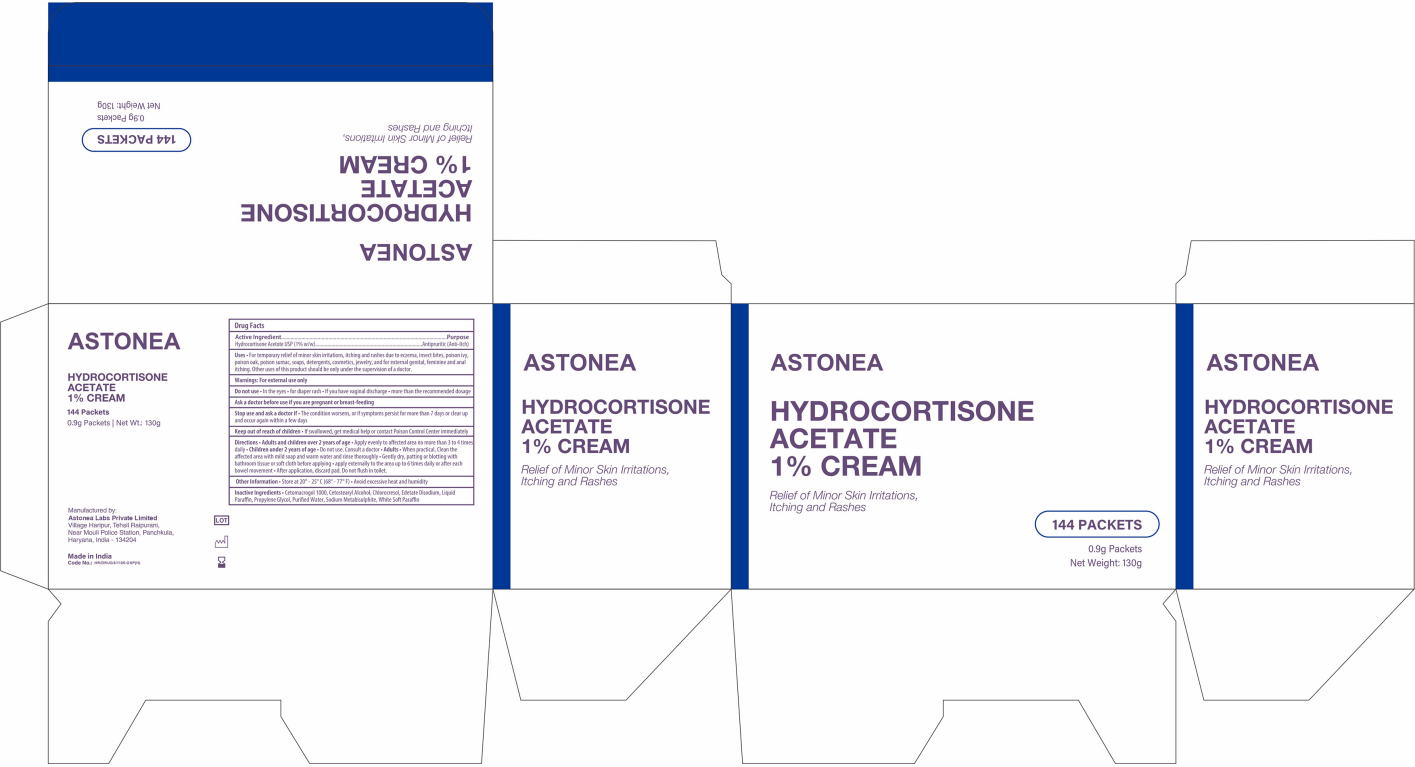 ASTONEA
HYDROCORTISONE
ACETATE
1% CREAM
Relief of Minor Skin Irritations,
Itching and Rashes
144 PACKETS
0.9g Packets
Net Weight: 130g
ASTONEA
HYDROCORTISONE
ACETATE
1% CREAM
144 Packets
0.9g Packets | Net Wt.: 130g
Manufactured by:
Astonea Labs Private Limited
Village Haripur, Tehsil Raipurani,
Near Mouli Police Station, Panchkula,
Haryana, India - 134204
Made in India
Code No.:
Drug Facts
Active Ingredient......Purpose
Hydrocortisone Acetate USP (1% w/w)......Antipruritic (Anti-Itch)
Uses • For temporary relief of minor skin irritations, itching and rashes due to eczema, insect bites, poison ivy,
poison oak, poison sumac, soaps, detergents, cosmetics, jewelry, and for external genital, feminine and anal
itching. Other uses of this product should be only under the supervision of a doctor.
Warnings: For external use only
Do not use • In the eyes • for diaper rash • If you have vaginal discharge • more than the recommended dosage
Ask a doctor before use if you are pregnant or breast-feeding
Stop use and ask a doctor if • The condition worsens, or if symptoms persist for more than 7 days or clear up
and occur again within a few days
Keep out of reach of children • If swallowed, get medical help or contact Poison Control Center immediately
Directions • Adults and children over 2 years of age • Apply evenly to affected area no more than 3 to 4 times
daily • Children under 2 years of age • Do not use, Consult a doctor • Adults • When practical, Clean the
affected area with mild soap and warm water and rinse thoroughly • Gently dry, patting or blotting with
bathroom tissue or soft cloth before applying • apply externally to the area up to 6 times daily or after each
bowel movement • After application, discard pad. Do not flush in toilet.
Other Information • Store at 20° - 25° C (68° - 77° F) • Avoid excessive heat and humidity
Inactive Ingredients • Cetomacrogol 1000, Cetostearyl Alcohol, Chlorocresol, Edetate Disodium, Liquid
Paraffin, Propylene Glycol, Purified Water, Sodium Metabisulphite, White Soft Paraffin
LOT
ASTONEA
HYDROCORTISONE
ACETATE
1% CREAM
Relief of Minor Skin Irritations,
Itching and Rashes
ASTONEA
HYDROCORTISONE
ACETATE
1% CREAM
Relief of Minor Skin Irritations,
Itching and Rashes
144 PACKETS
0.9g Packets
Net Weight: 130g
ASTONEA
HYDROCORTISONE
ACETATE
1% CREAM
Relief of Minor Skin Irritations,
Itching and Rashes